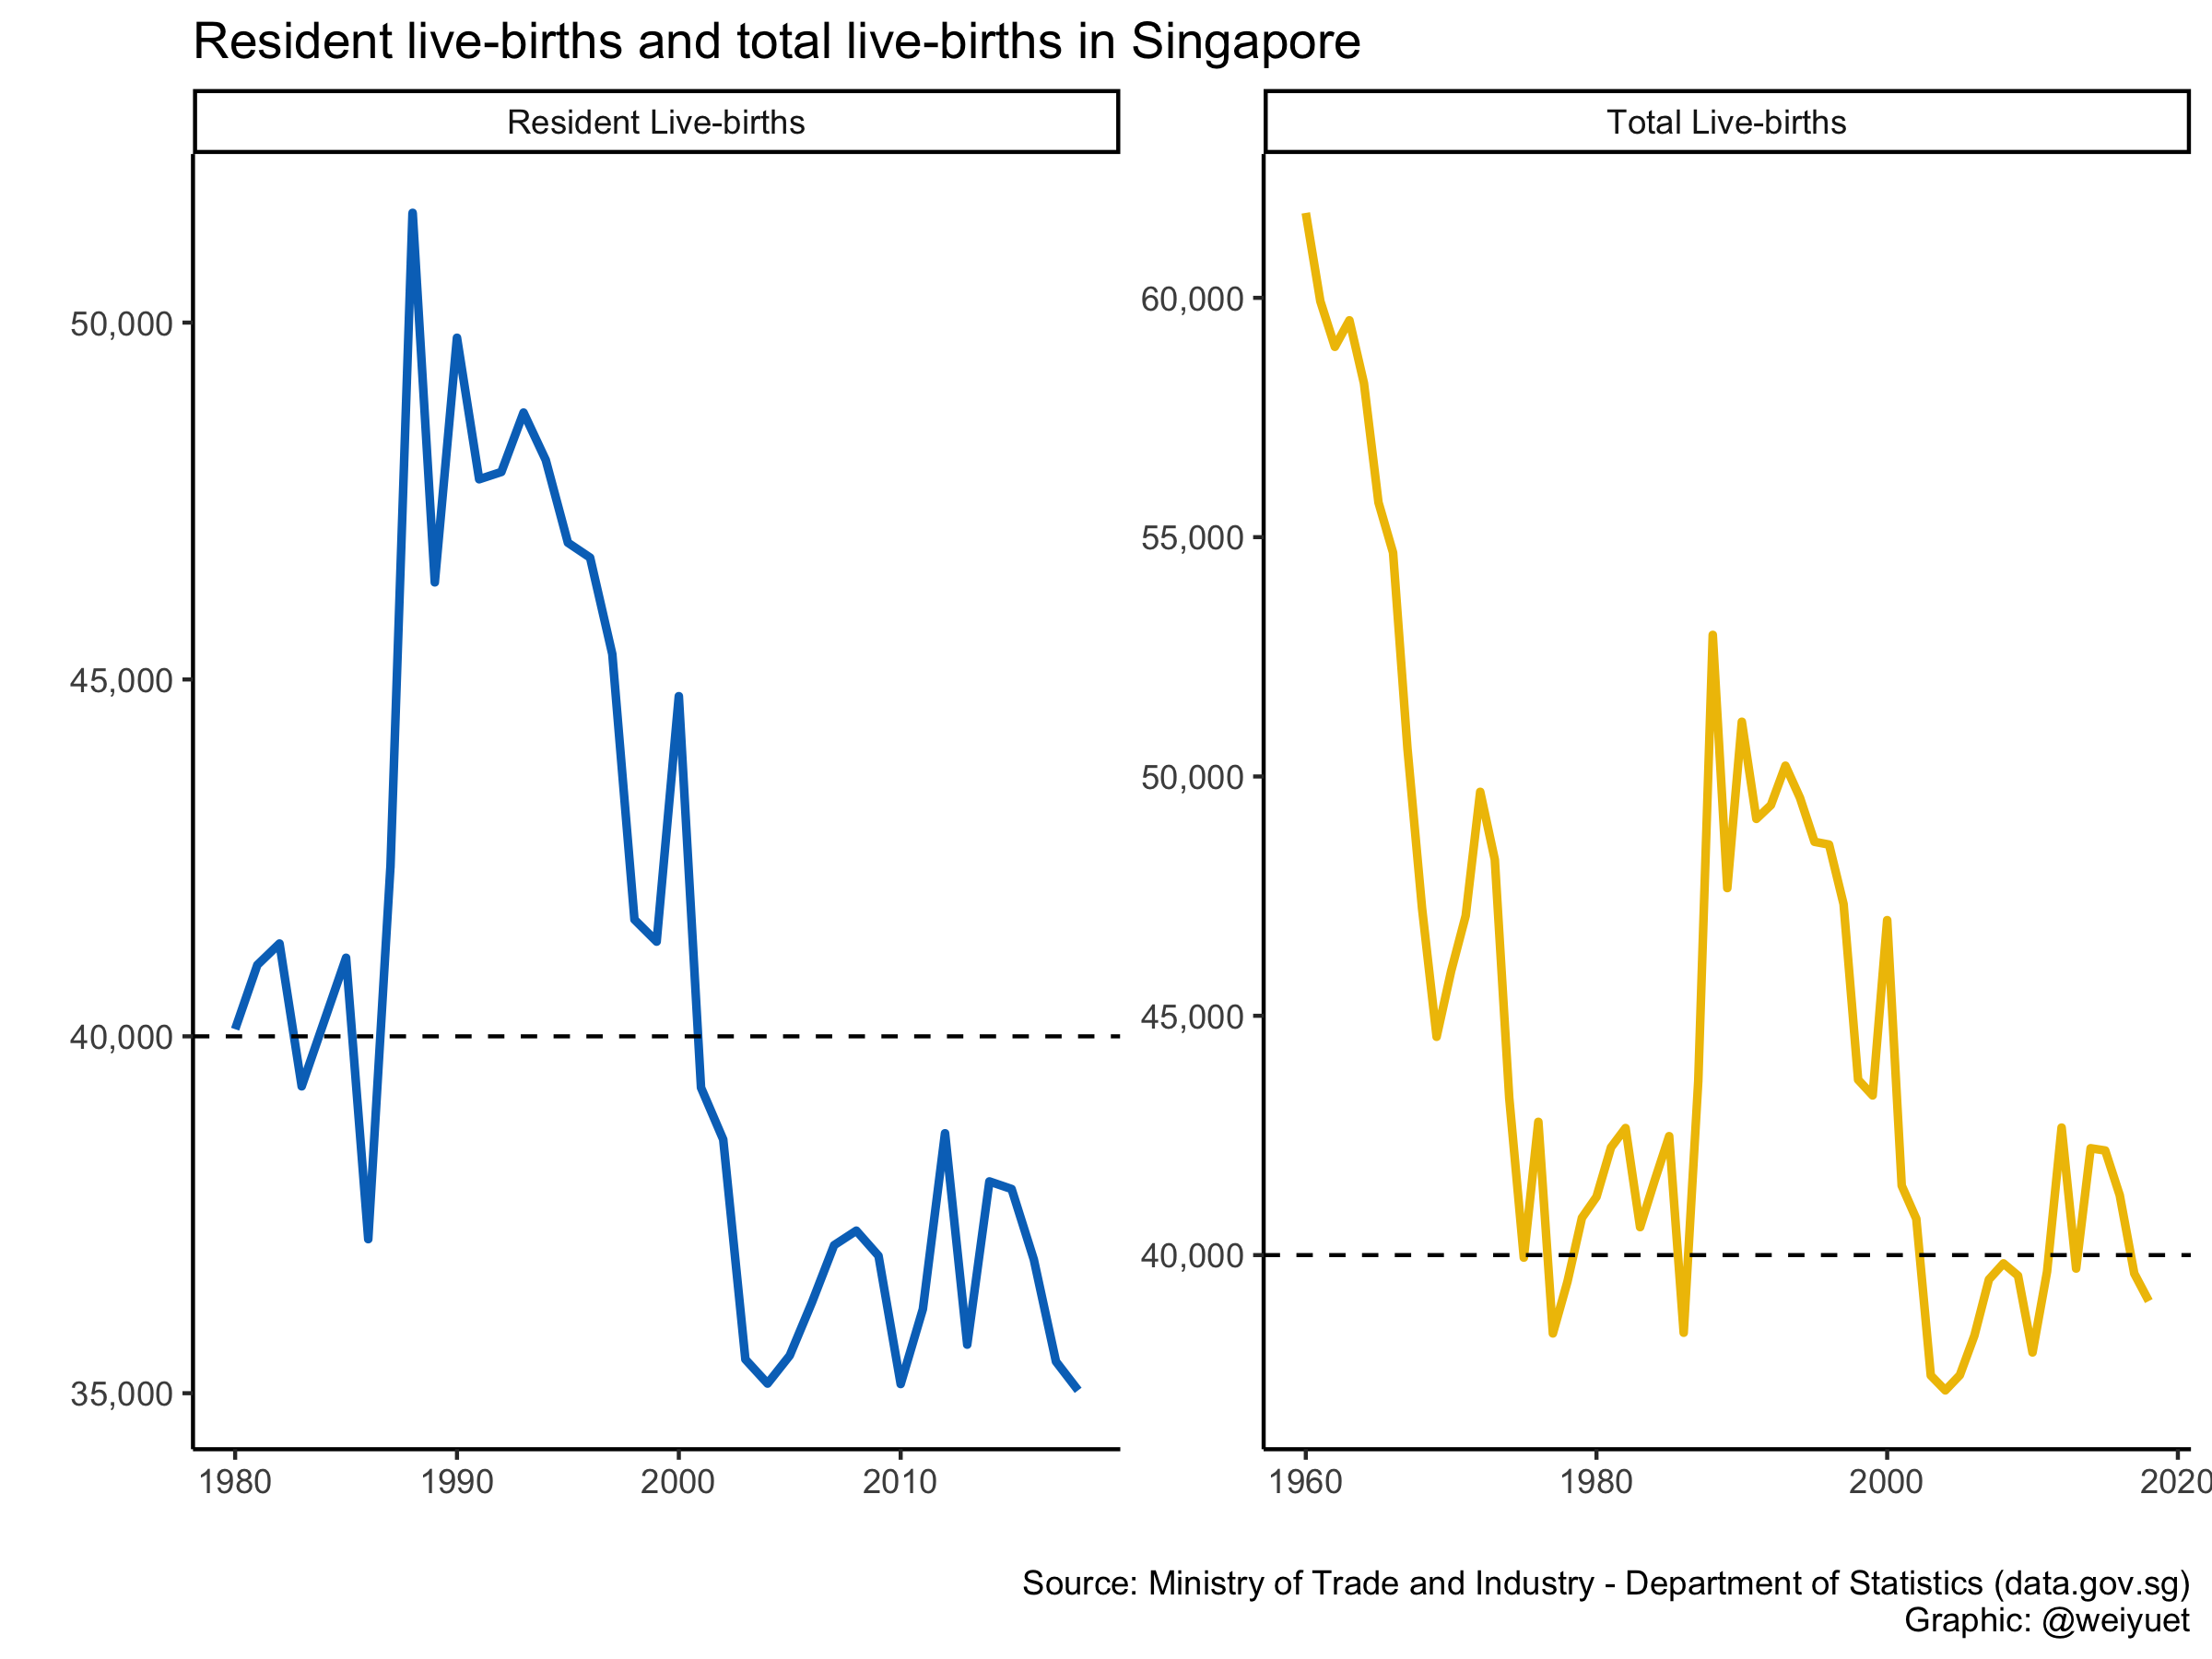 Resident live-births and total live-births in Singapore
Resident Live-births
50,000
45,000
40,000
35,000
1980 1990 2000 2010
Total Live-births
60,000
55,000
50,000
45,000
40,000
1960 1980 2000 2020
Source: Ministry of Trade and Industry - Department of Statistics (data.gov.sg)
Graphic: @weiyuet